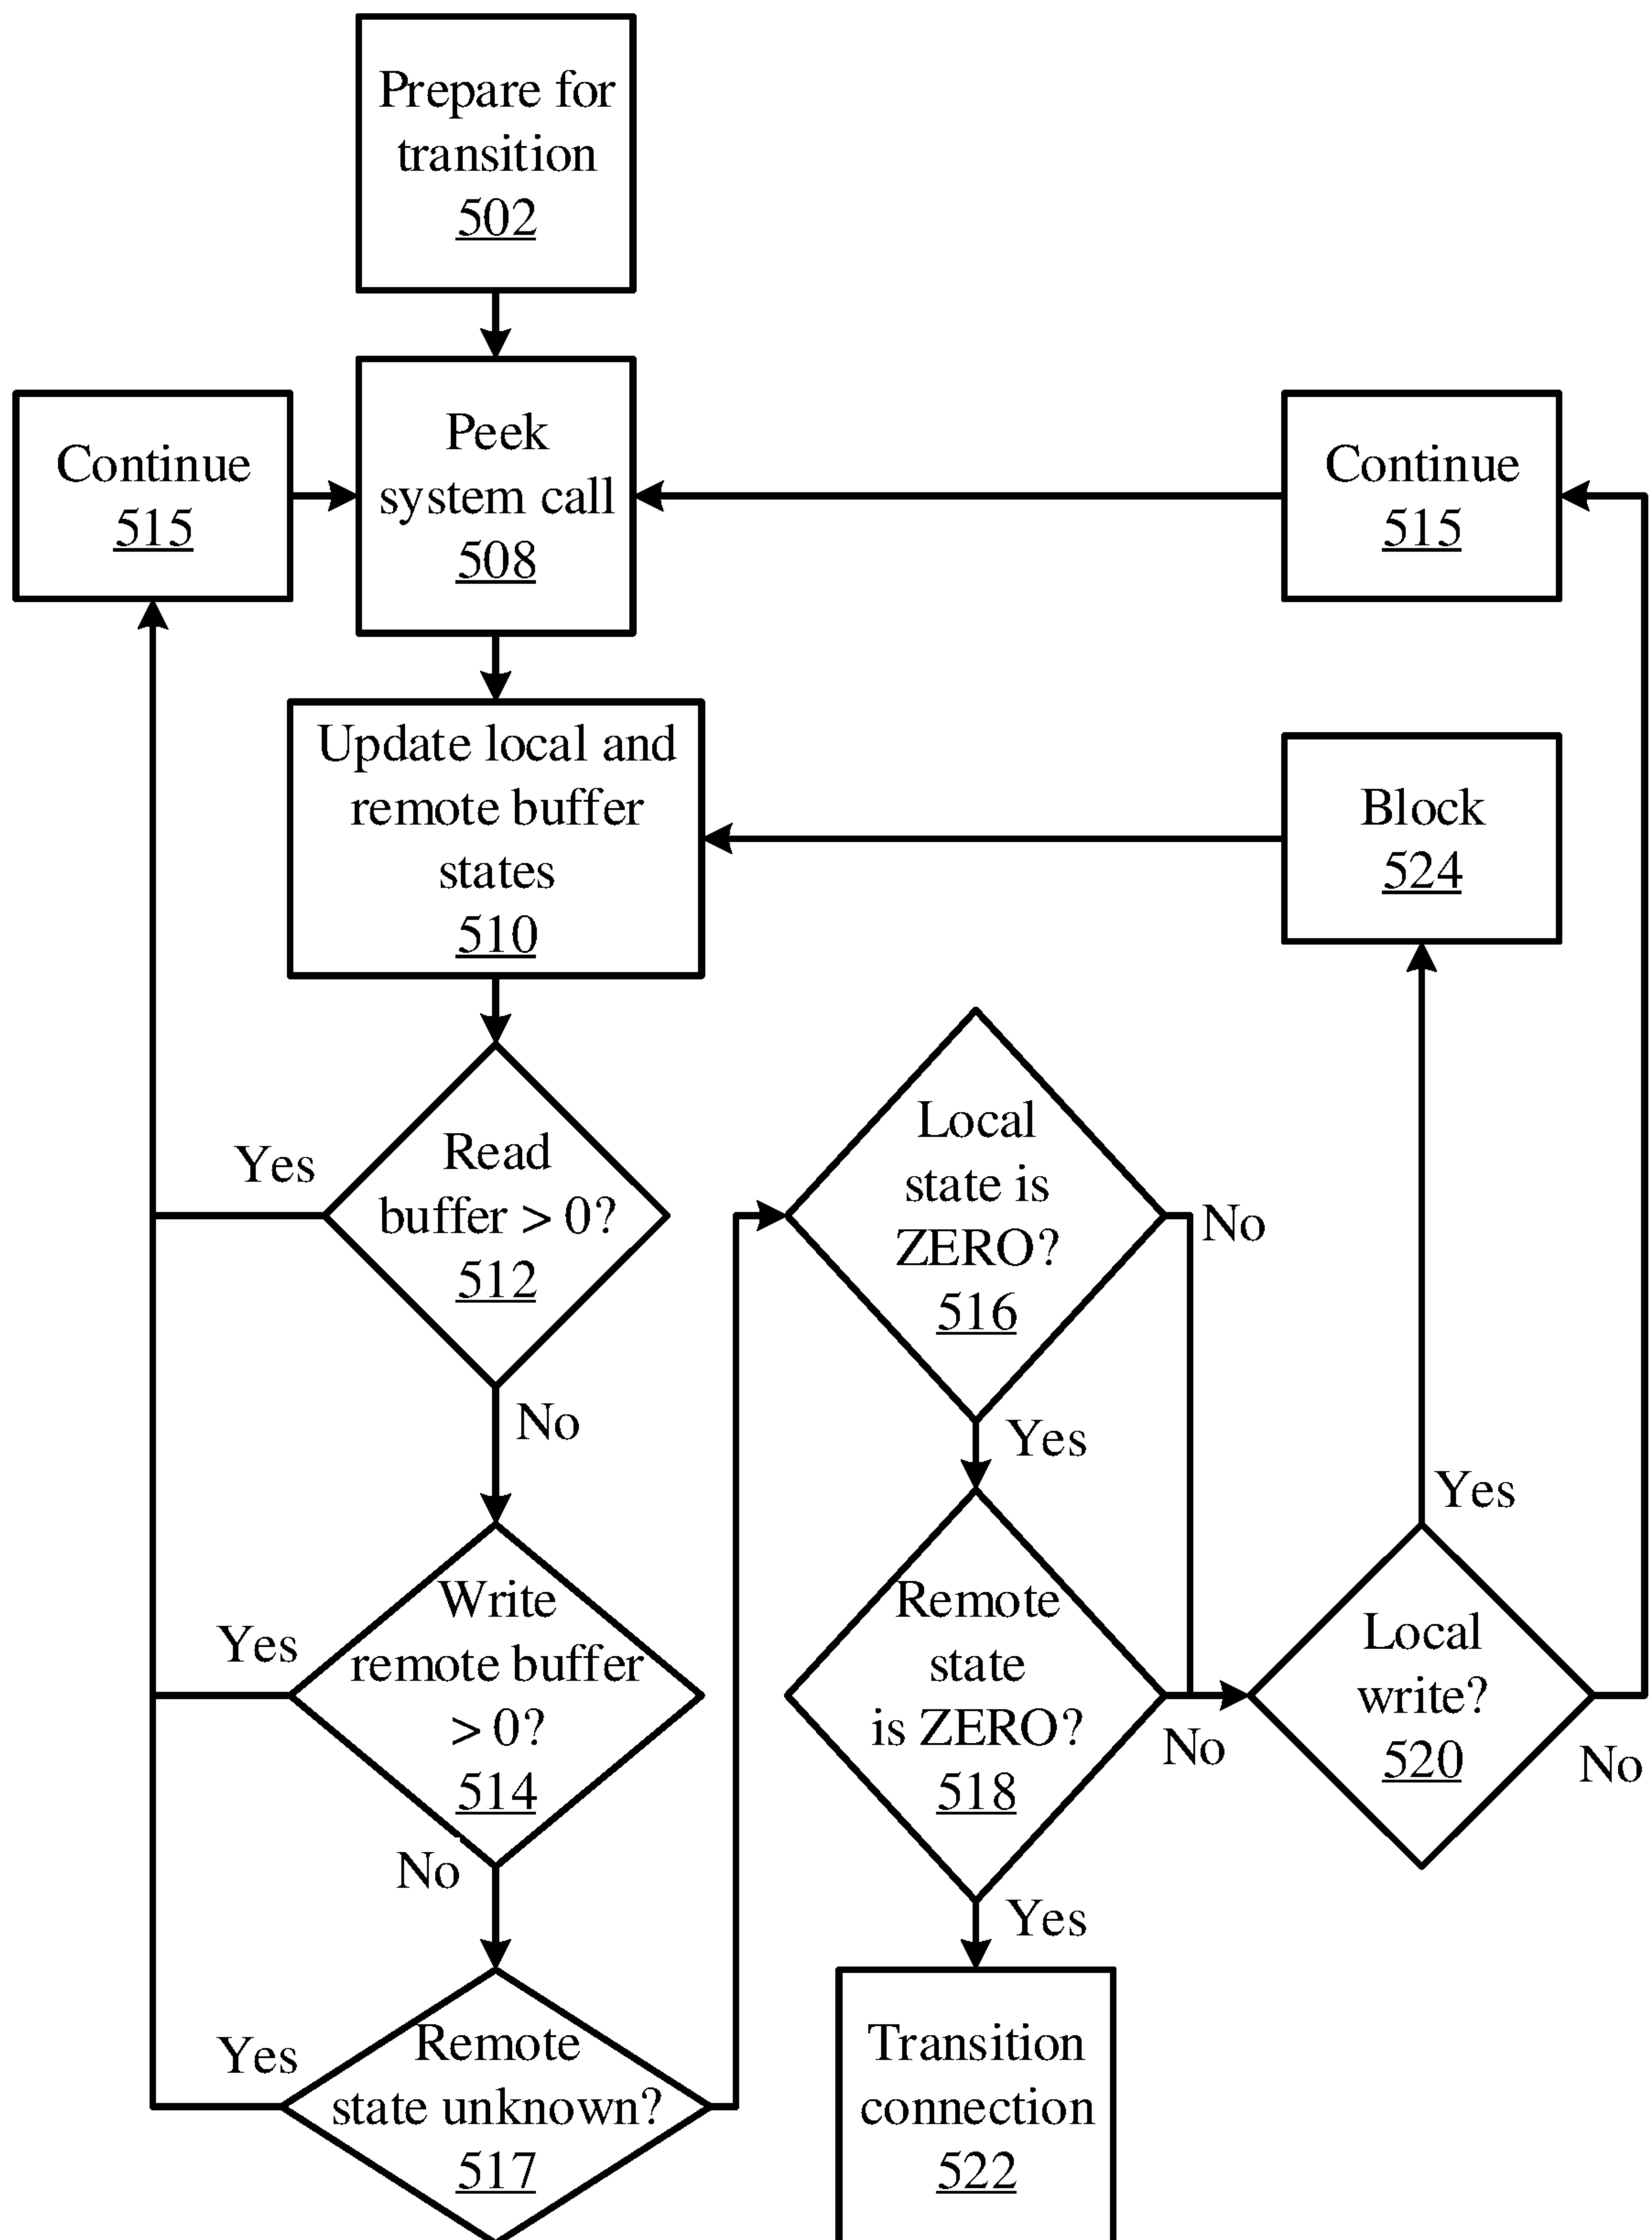 Prepare for
transition
502
Continue
515
Peek
system call
508
Continue
515
Update local and
remote buffer
states
510
Block
524
Read
buffer > 0?
512
Yes
No
Local
state is
ZERO?
516
No
Yes
Write
remote buffer
> 0?
514
Yes
No
Remote
state
is ZERO?
518
No
Yes
Local
write?
520
Yes
No
Remote
state unknown?
517
Yes
Transition
connection
522